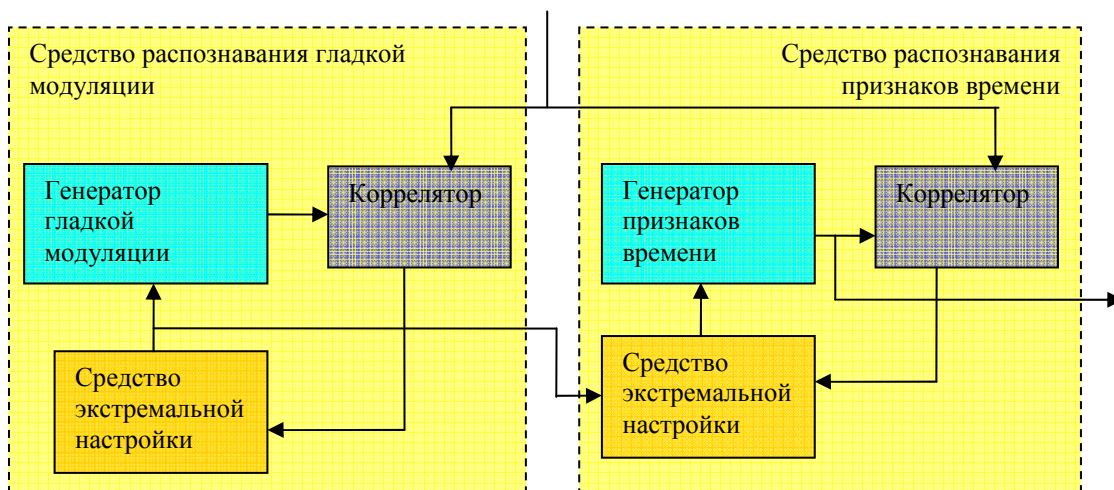 Средство распознавания гладкой
модуляции
Средство распознавания
признаков времени
Генератор
гладкой
модуляции
Коррелятор
Генератор
признаков
времени
Коррелятор
Средство
экстремальной
настройки
Средство
экстремальной
настройки